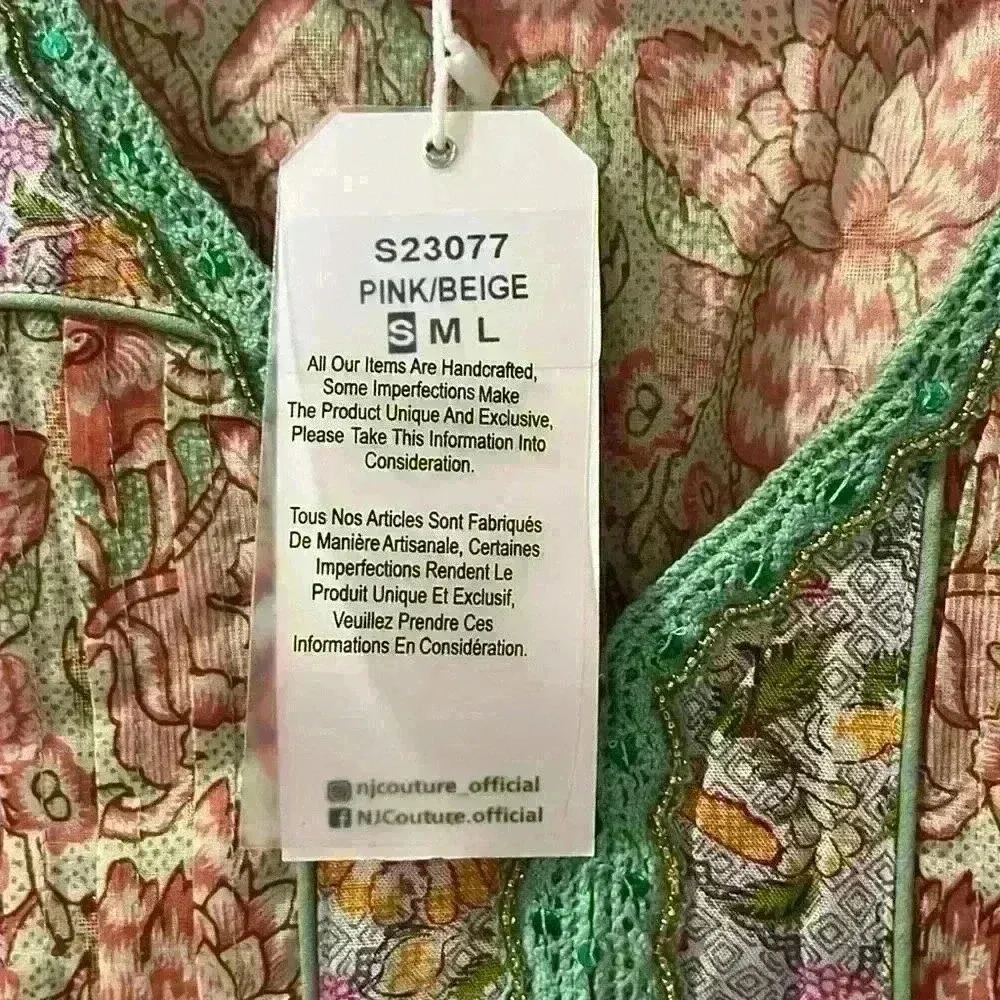 S23077
PINK/BEIGE
S M L
All Our Items Are Handcrafted,
Some Imperfections Make
The Product Unique And Exclusive,
Please Take This Information Into
Consideration.
Tous Nos Articles Sont Fabriqués
De Manière Artisanale, Certaines
Imperfections Rendent Le
Produit Unique Et Exclusif,
Veuillez Prendre Ces
Informations En Considération.
njcouture_official
NJCouture.official